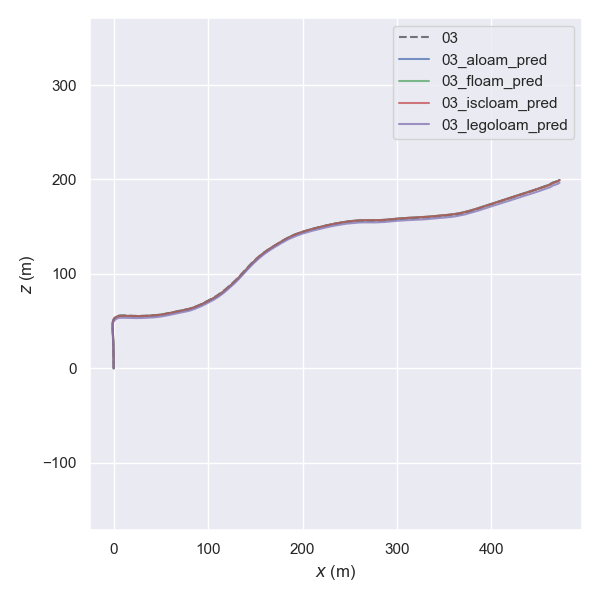 03
03_aloam_pred
03_floam_pred
03_iscloam_pred
03_legoloam_pred
300
200
100
0
−100
z (m)
0 100 200 300 400
x (m)